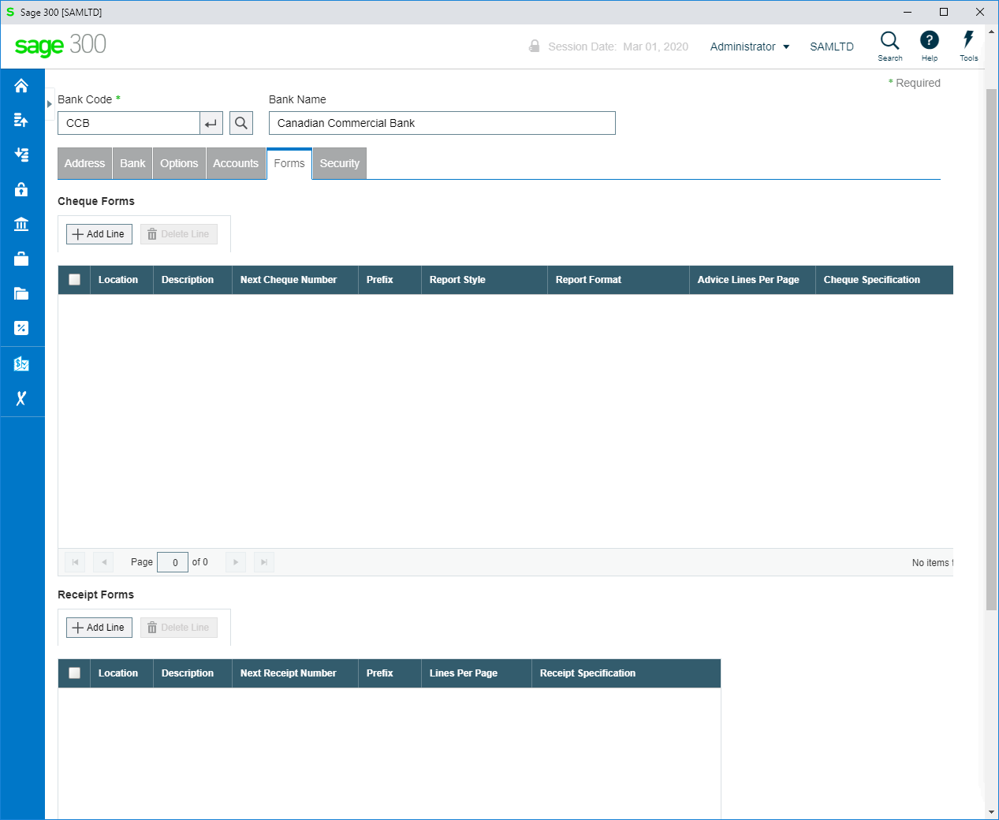 S Sage 300 [SAMLTD]
sage 300
Session Date: Mar 01, 2020
Administrator
SAMLTD
Search
Help
Tools
* Required
Bank Code *
Bank Name
CCB
Canadian Commercial Bank
Address
Bank
Options
Accounts
Forms
Security
Cheque Forms
Add Line
Delete Line
Location
Description
Next Cheque Number
Prefix
Report Style
Report Format
Advice Lines Per Page
Cheque Specification
Page 0 of 0
No items
Receipt Forms
Add Line
Delete Line
Location
Description
Next Receipt Number
Prefix
Lines Per Page
Receipt Specification